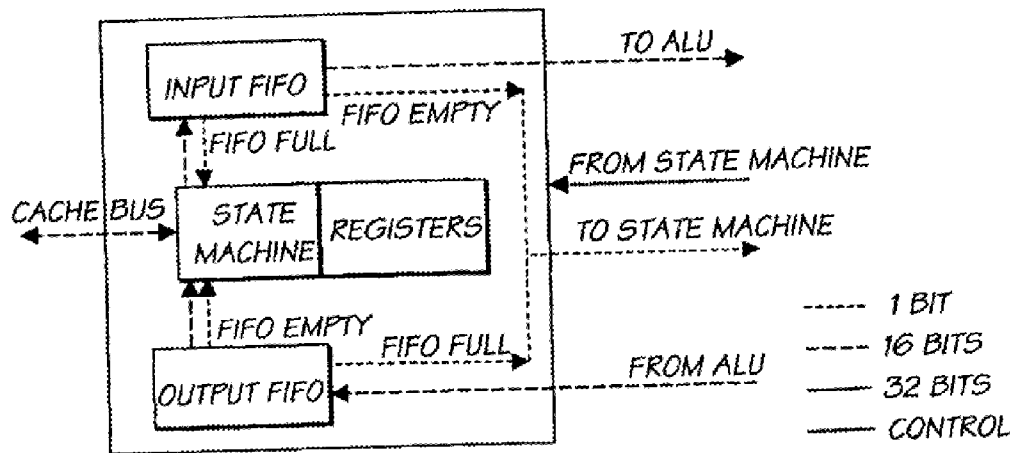 TO ALU
INPUT FIFO
FIFO EMPTY
FIFO FULL
FROM STATE MACHINE
CACHE BUS
STATE
MACHINE
REGISTERS
TO STATE MACHINE
FIFO EMPTY
FIFO FULL
FROM ALU
OUTPUT FIFO
1 BIT
16 BITS
32 BITS
CONTROL